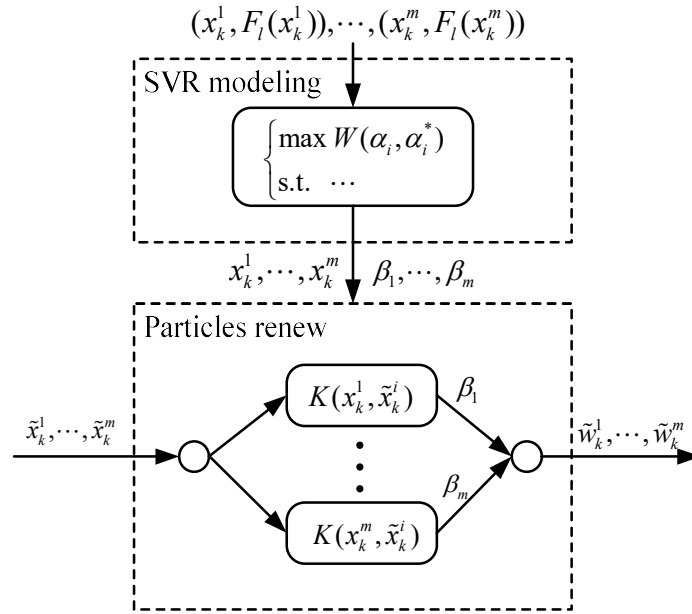 (x_k^1, F_l(x_k^1)), ⋯, (x_k^m, F_l(x_k^m))
SVR modeling
{ max W(α_i, α_i^*)
s.t. ⋯
x_k^1, ⋯, x_k^m β_1, ⋯, β_m
Particles renew
K(x_k^1, x̃_k^i) β_1
x̃_k^1, ⋯, x̃_k^m w̃_k^1, ⋯, w̃_k^m
β_m
K(x_k^m, x̃_k^i)